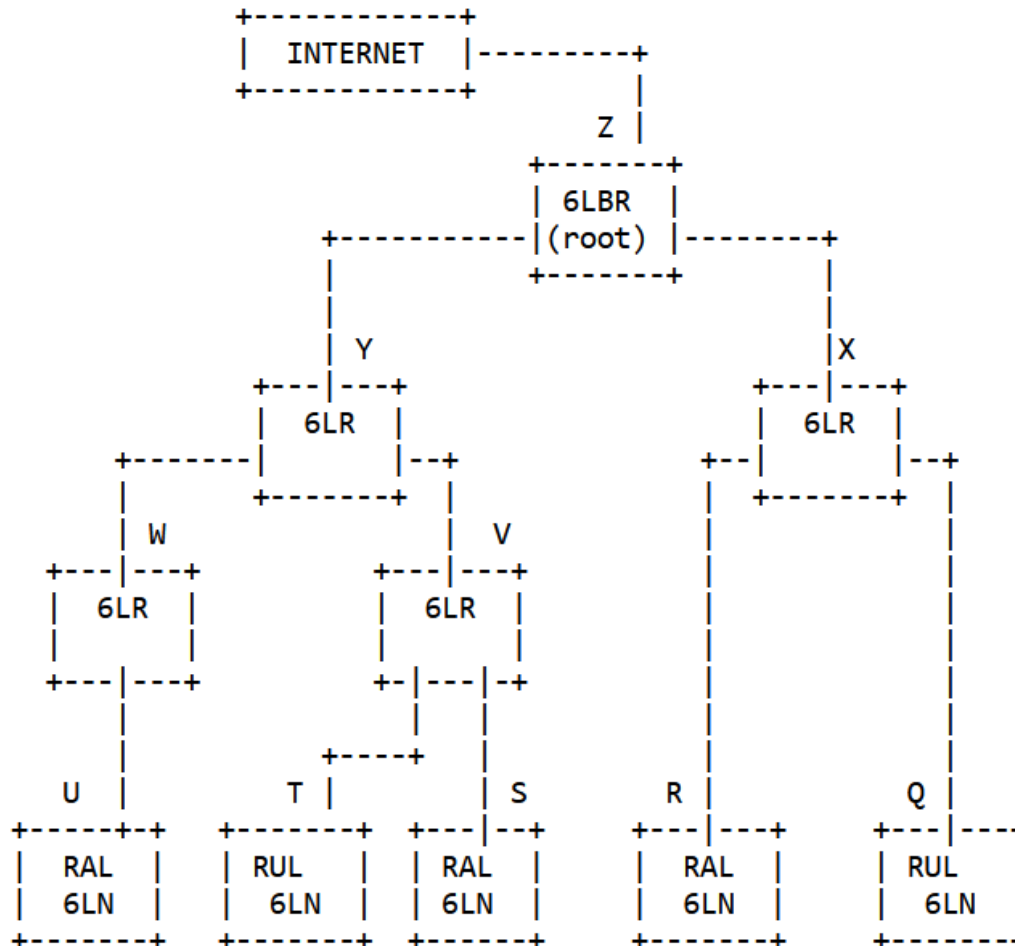 INTERNET
Z
6LBR
(root)
Y X
6LR 6LR
W V
6LR 6LR
U T S R Q
RAL RUL RAL RAL RUL
6LN 6LN 6LN 6LN 6LN